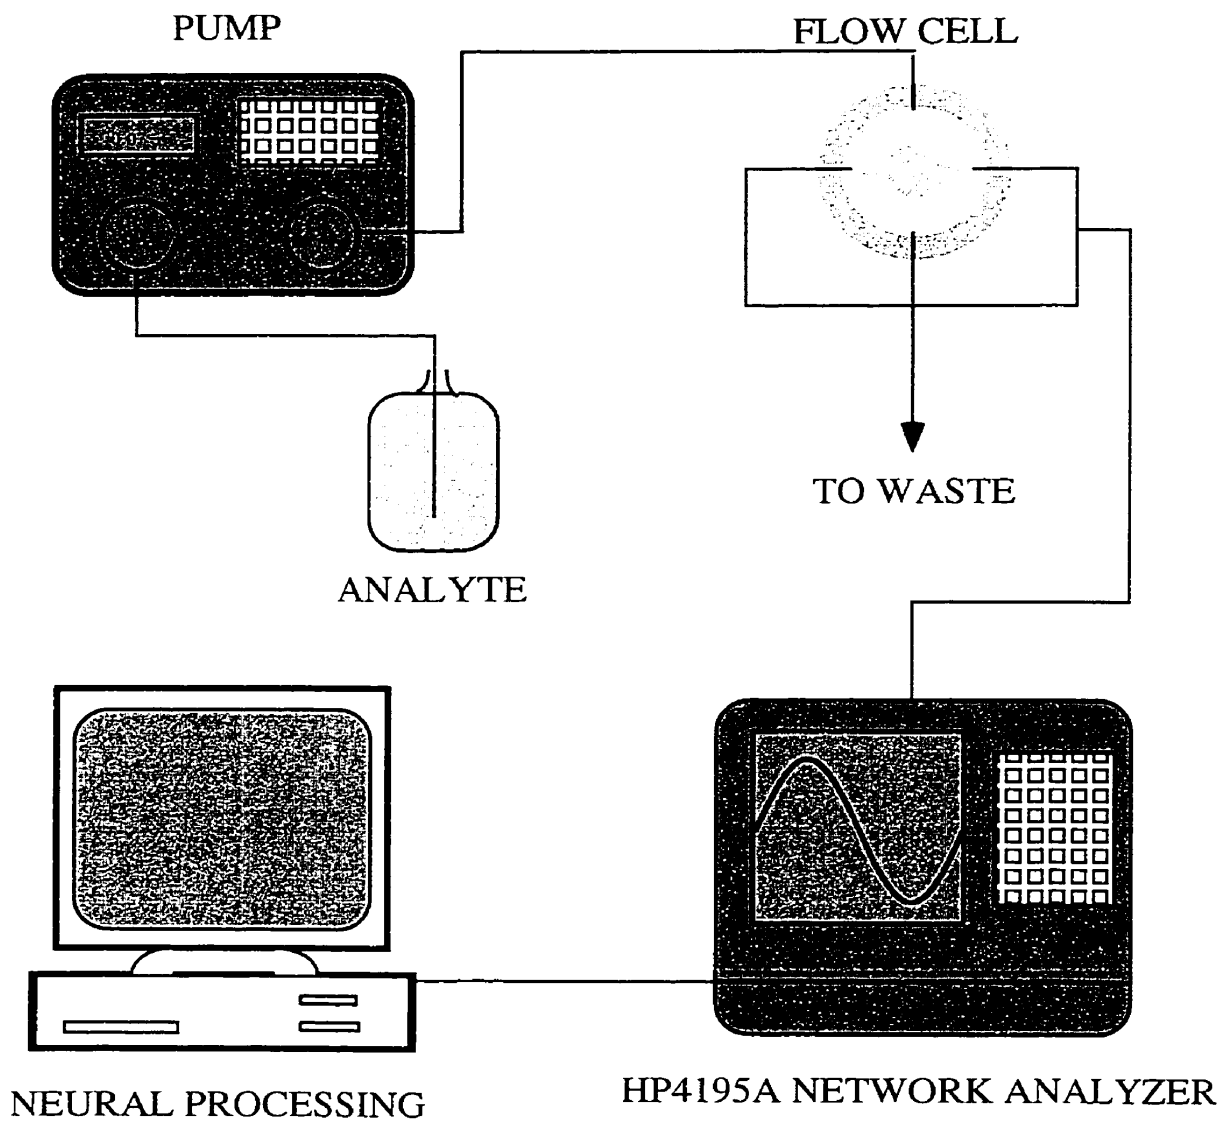 PUMP
FLOW CELL
TO WASTE
ANALYTE
NEURAL PROCESSING
HP4195A NETWORK ANALYZER